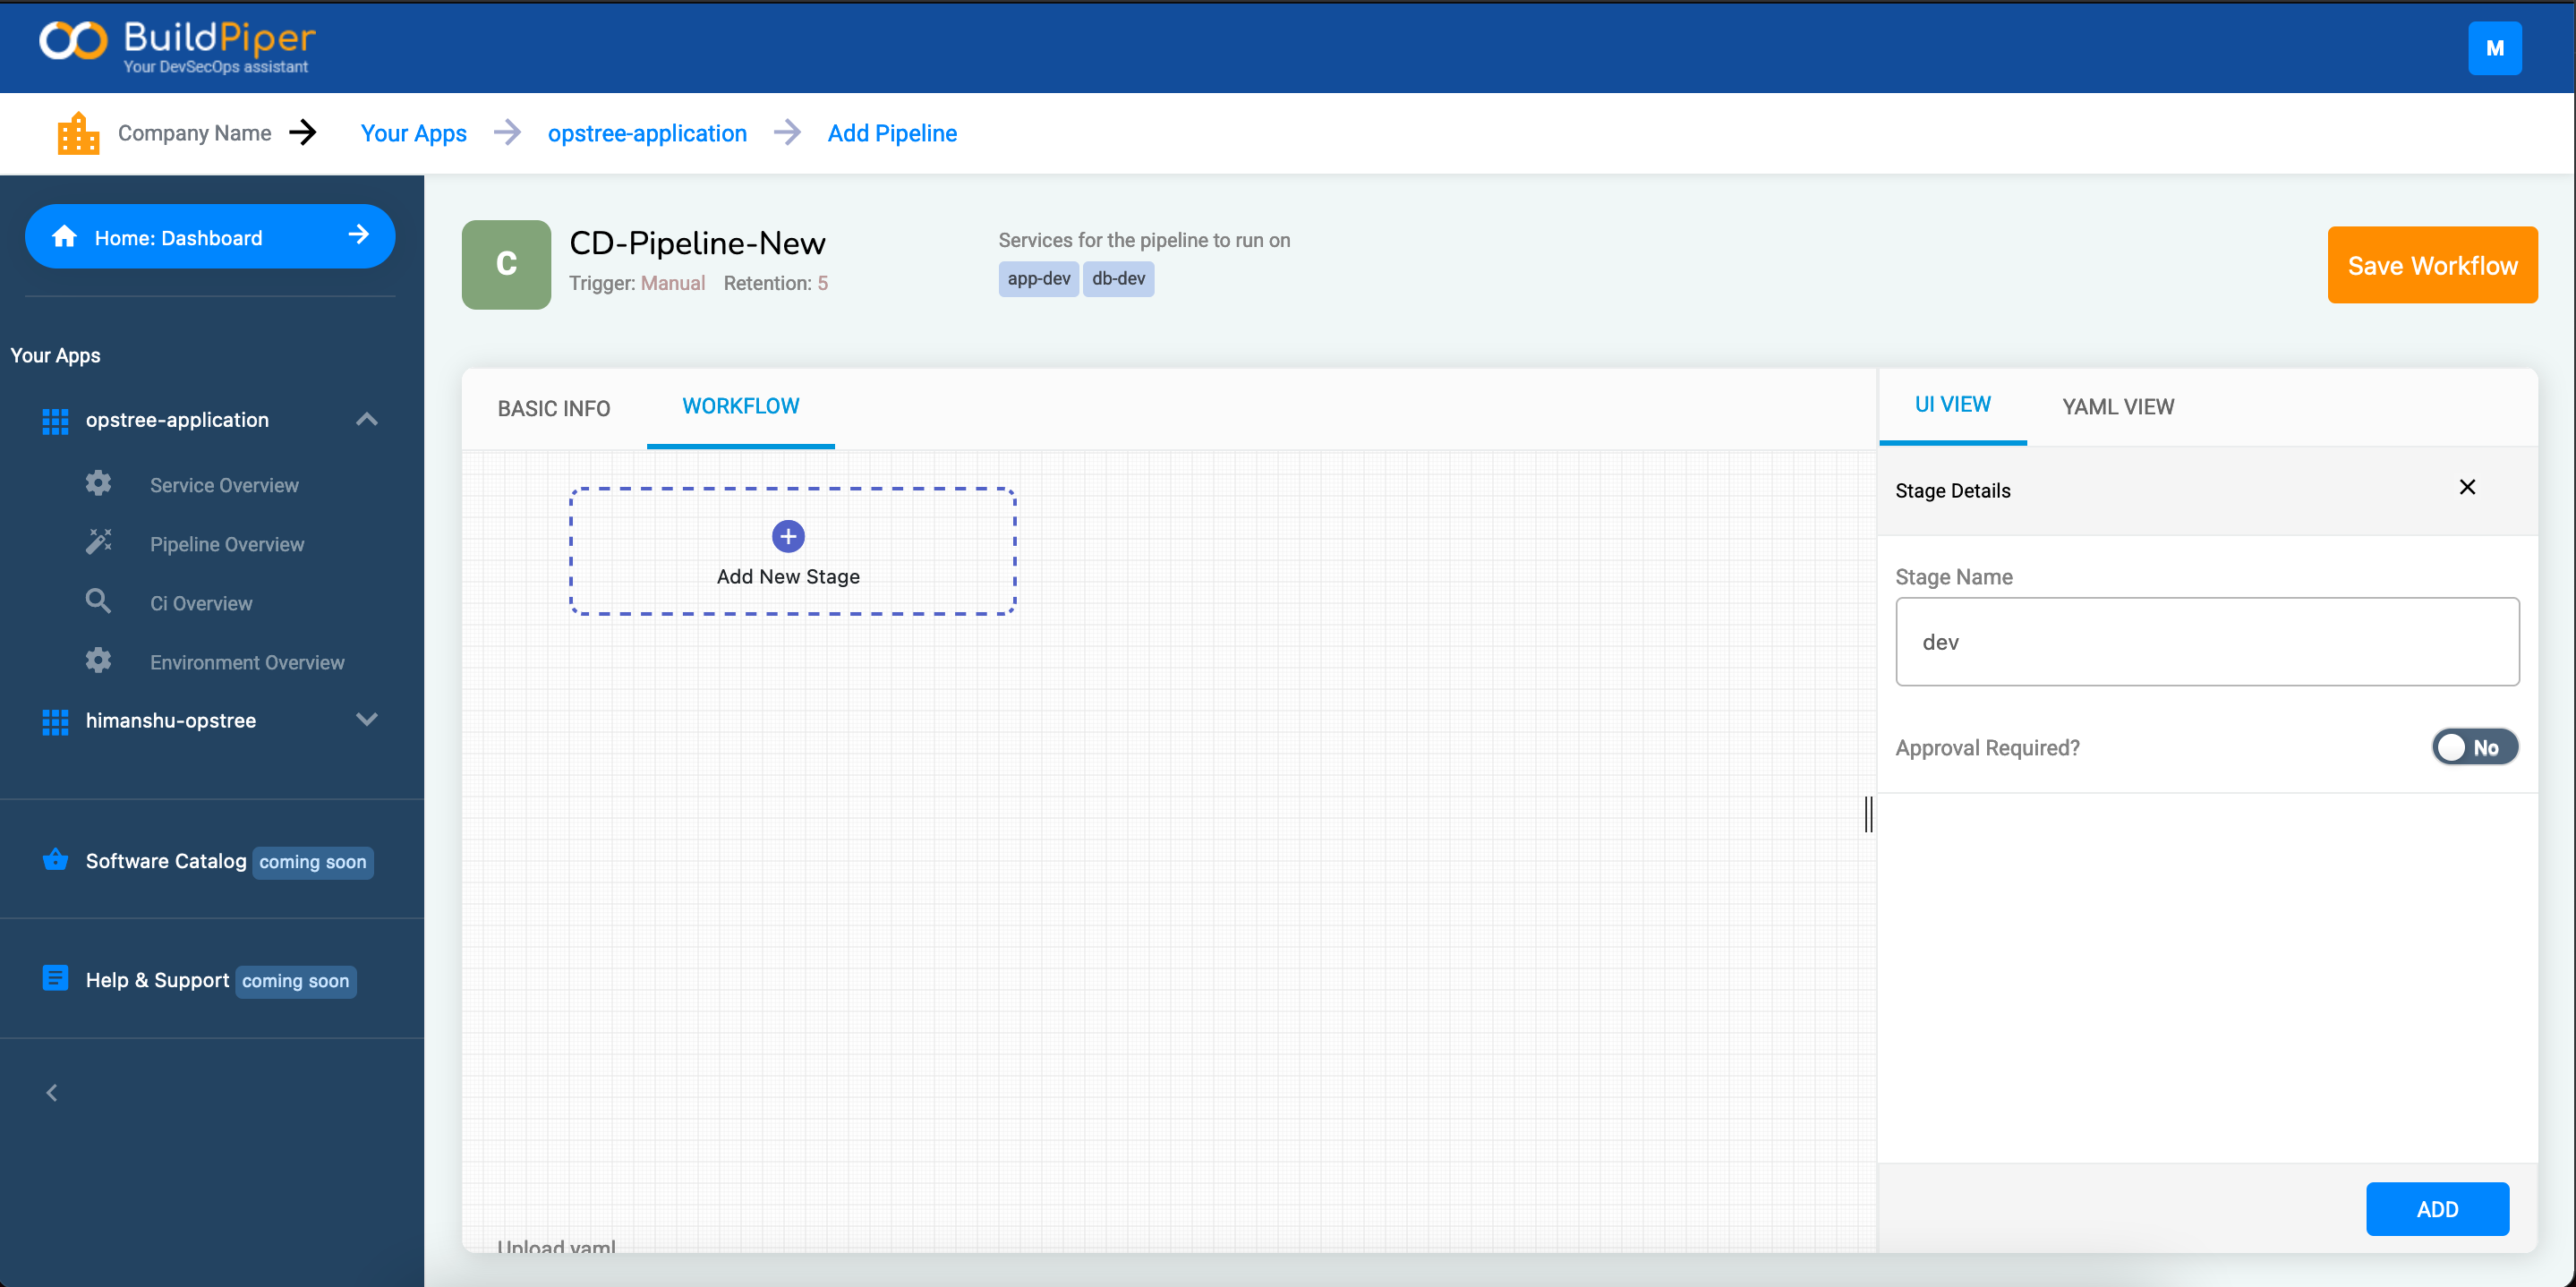 BuildPiper
Your DevSecOps assistant
M
Company Name
Your Apps
opstree-application
Add Pipeline
Home: Dashboard
Your Apps
opstree-application
Service Overview
Pipeline Overview
Ci Overview
Environment Overview
himanshu-opstree
Software Catalog coming soon
Help & Support coming soon
C
CD-Pipeline-New
Trigger: Manual Retention: 5
Services for the pipeline to run on
app-dev db-dev
Save Workflow
BASIC INFO WORKFLOW
Add New Stage
Upload yaml
UI VIEW YAML VIEW
Stage Details
Stage Name
dev
Approval Required? No
ADD